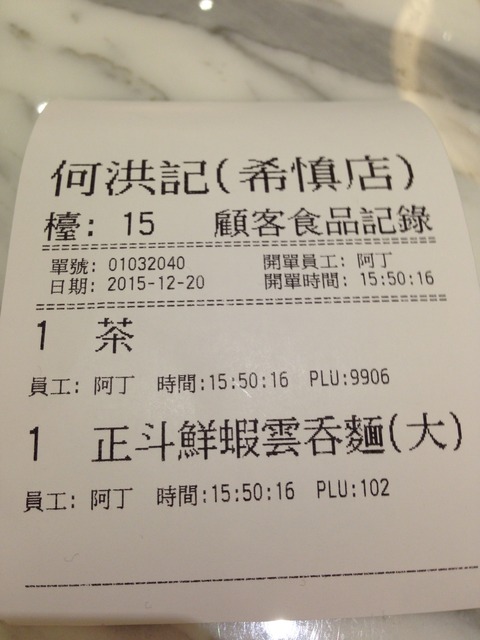 何洪記(希慎店)
檯: 15 顧客食品記錄
單號: 01032040 開單員工: 阿丁
日期: 2015-12-20 開單時間: 15:50:16
1 茶
員工: 阿丁 時間:15:50:16 PLU:9906
1 正斗鮮蝦雲吞麵(大)
員工: 阿丁 時間:15:50:16 PLU:102